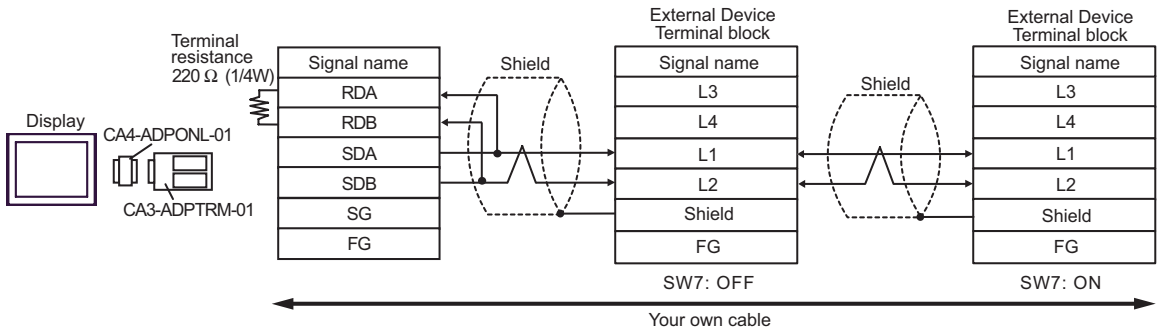 Display
CA4-ADPONL-01
CA3-ADPTRM-01
Terminal
resistance
220 Ω (1/4W)
Signal name
RDA
RDB
SDA
SDB
SG
FG
Shield
External Device
Terminal block
Signal name
L3
L4
L1
L2
Shield
FG
SW7: OFF
Shield
External Device
Terminal block
Signal name
L3
L4
L1
L2
Shield
FG
SW7: ON
Your own cable